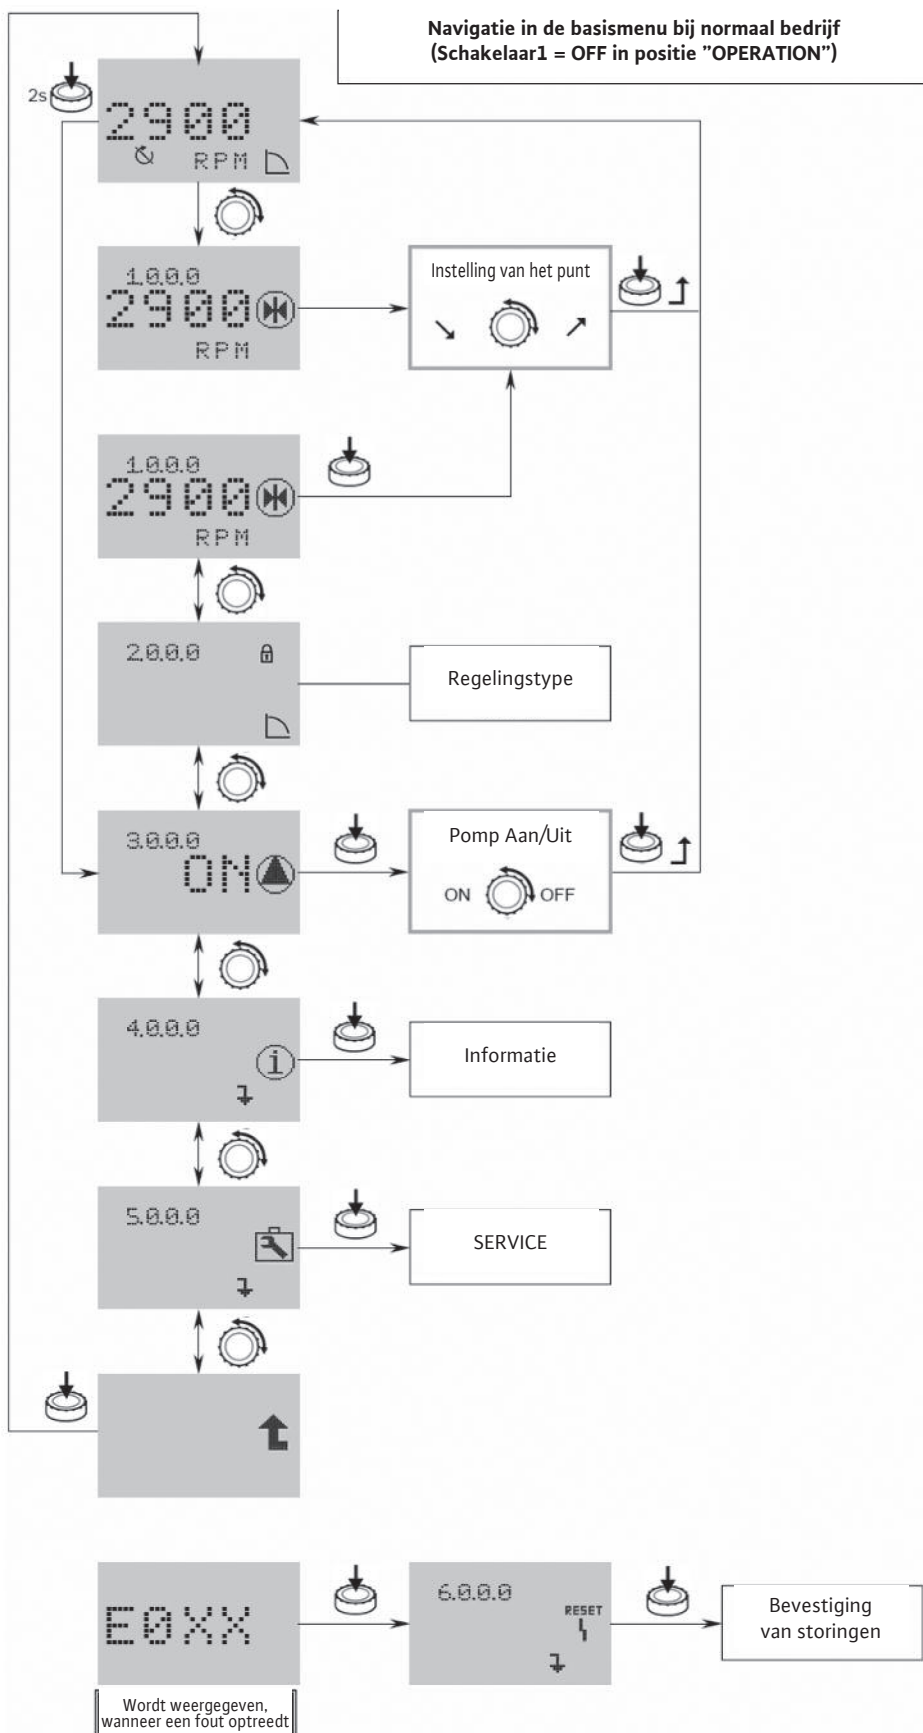 Navigatie in de basismenu bij normaal bedrijf
(Schakelaar1 = OFF in positie ”OPERATION”)
2s
2900
RPM
1.0.0.0
2900
RPM
Instelling van het punt
1.0.0.0
2900
RPM
2.0.0.0
Regelingstype
3.0.0.0
ON
Pomp Aan/Uit
ON OFF
4.0.0.0
i
Informatie
5.0.0.0
SERVICE
E0XX
6.0.0.0
RESET
Bevestiging
van storingen
Wordt weergegeven,
wanneer een fout optreedt